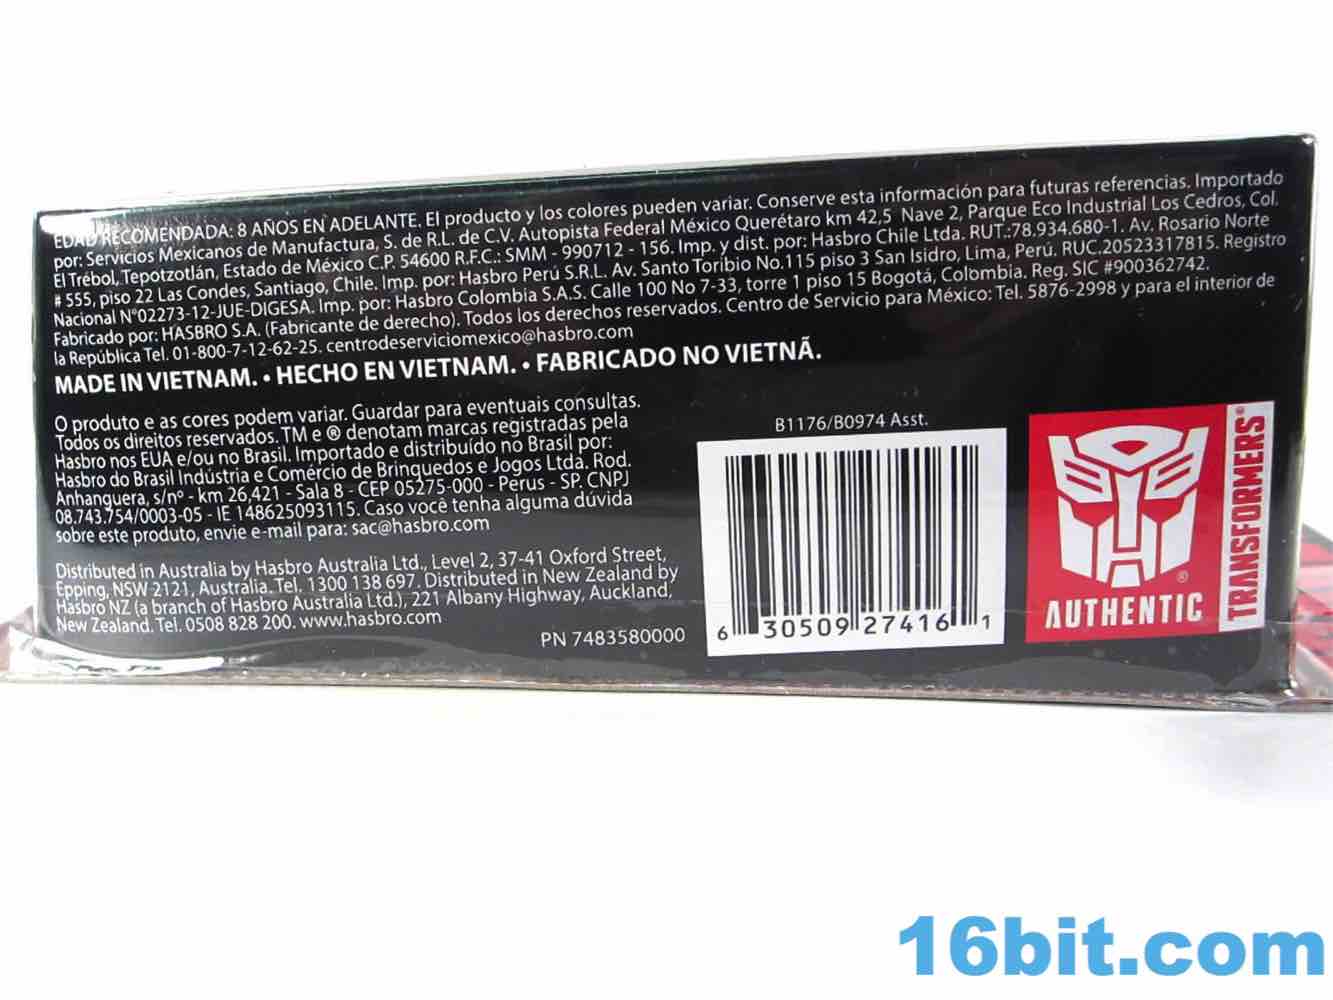 EDAD RECOMENDADA: 8 AÑOS EN ADELANTE. El producto y los colores pueden variar. Conserve esta información para futuras referencias. Importado
por: Servicios Mexicanos de Manufactura, S. de R.L. de C.V. Autopista Federal México Querétaro km 42,5 Nave 2, Parque Eco Industrial Los Cedros, Col.
El Trébol, Tepotzotlán, Estado de México C.P. 54600 R.F.C.: SMM - 990712 - 156. Imp. y dist. por: Hasbro Chile Ltda. RUT.:78.934.680-1. Av. Rosario Norte
# 555, piso 22 Las Condes, Santiago, Chile. Imp. por: Hasbro Perú S.R.L. Av. Santo Toribio No.115 piso 3 San Isidro, Lima, Perú. RUC.20523317815. Registro
Nacional N°02273-12-JUE-DIGESA. Imp. por: Hasbro Colombia S.A.S. Calle 100 No 7-33, torre 1 piso 15 Bogotá, Colombia. Reg. SIC #900362742.
Fabricado por: HASBRO S.A. (Fabricante de derecho). Todos los derechos reservados. Centro de Servicio para México: Tel. 5876-2998 y para el interior de
la República Tel. 01-800-7-12-62-25. centrodeserviciomexico@hasbro.com
MADE IN VIETNAM. • HECHO EN VIETNAM. • FABRICADO NO VIETNÃ.
O produto e as cores podem variar. Guardar para eventuais consultas.
Todos os direitos reservados. TM e ® denotam marcas registradas pela
Hasbro nos EUA e/ou no Brasil. Importado e distribuído no Brasil por:
Hasbro do Brasil Indústria e Comércio de Brinquedos e Jogos Ltda. Rod.
Anhanguera, s/nº - km 26,421 - Sala 8 - CEP 05275-000 - Perus - SP. CNPJ
08.743.754/0003-05 - IE 148625093115. Caso você tenha alguma dúvida
sobre este produto, envie e-mail para: sac@hasbro.com
Distributed in Australia by Hasbro Australia Ltd., Level 2, 37-41 Oxford Street,
Epping, NSW 2121, Australia. Tel. 1300 138 697. Distributed in New Zealand by
Hasbro NZ (a branch of Hasbro Australia Ltd.), 221 Albany Highway, Auckland,
New Zealand. Tel. 0508 828 200. www.hasbro.com
PN 7483580000
B1176/B0974 Asst.
6 30509 27416 1
®
AUTHENTIC
TRANSFORMERS®
16bit.com